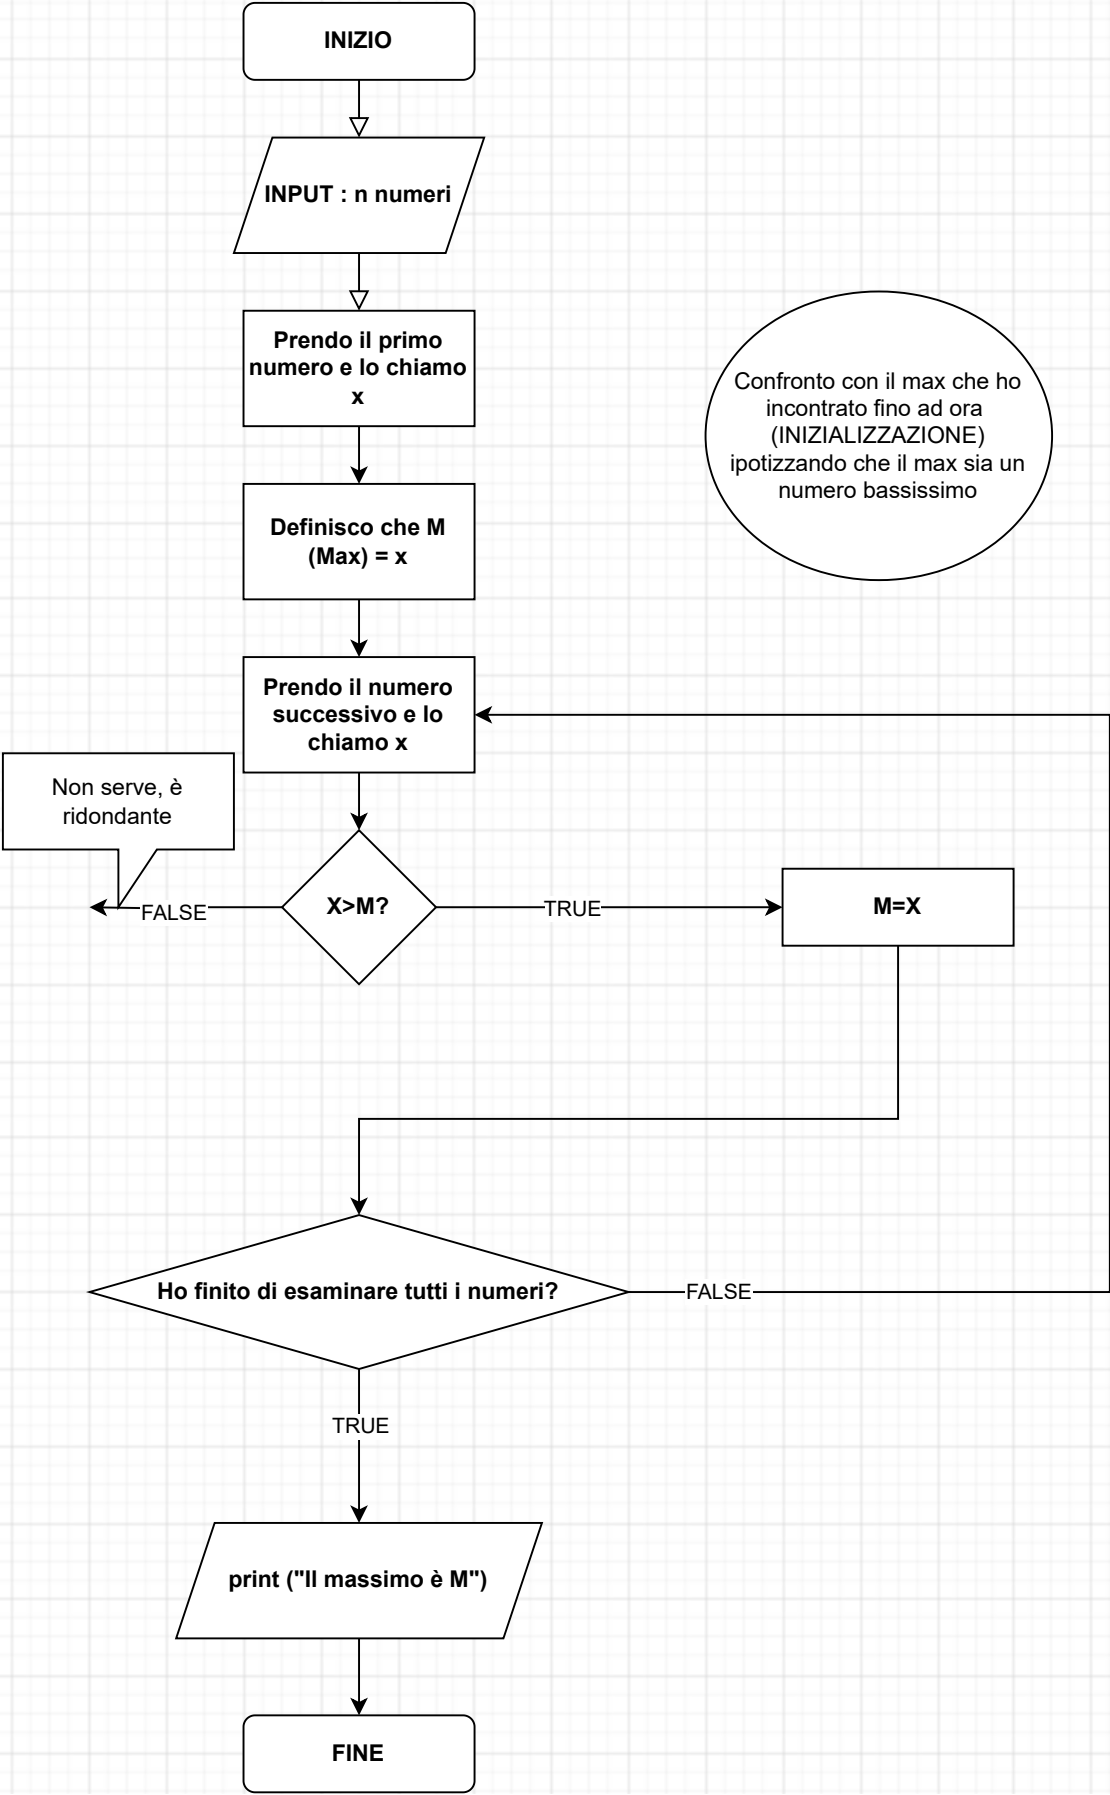 INIZIO
INPUT : n numeri
Prendo il primo
numero e lo chiamo
x
Confronto con il max che ho
incontrato fino ad ora
(INIZIALIZZAZIONE)
ipotizzando che il max sia un
numero bassissimo
Definisco che M
(Max) = x
Prendo il numero
successivo e lo
chiamo x
Non serve, è
ridondante
FALSE
X>M?
TRUE
M=X
Ho finito di esaminare tutti i numeri?
FALSE
TRUE
print ("Il massimo è M")
FINE